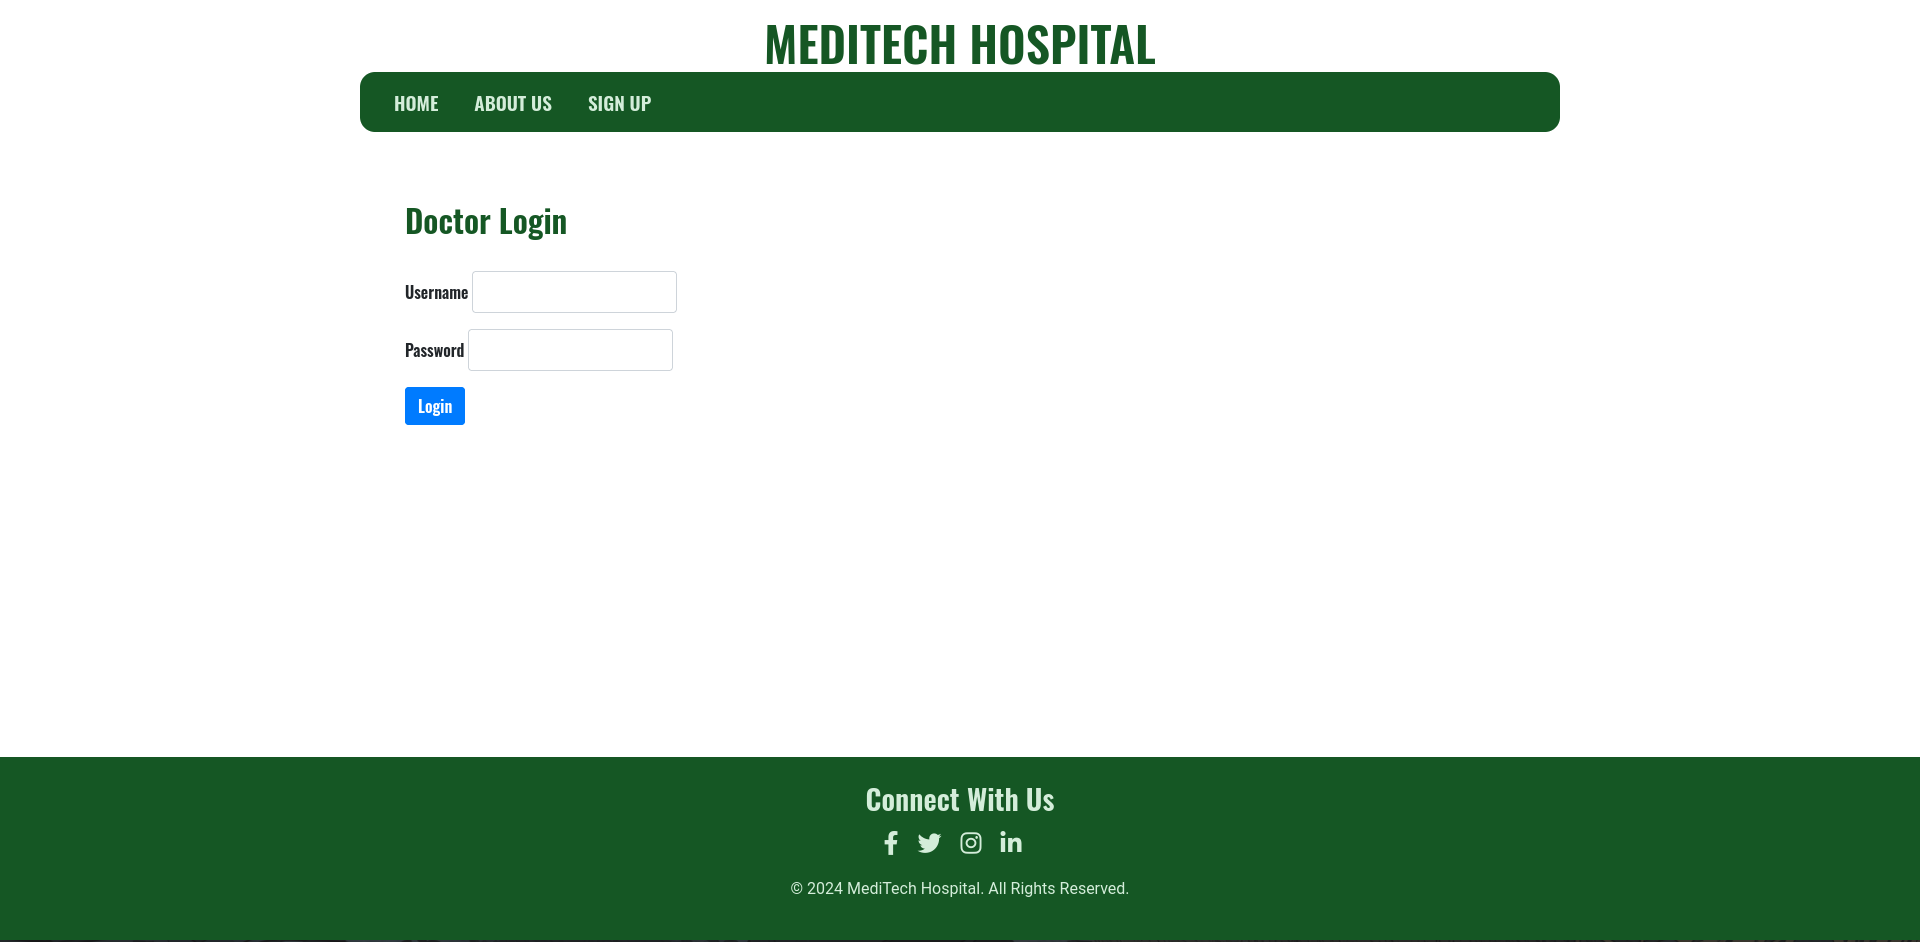 MEDITECH HOSPITAL
HOME ABOUT US SIGN UP
Doctor Login
Username
Password
Login
Connect With Us
© 2024 MediTech Hospital. All Rights Reserved.